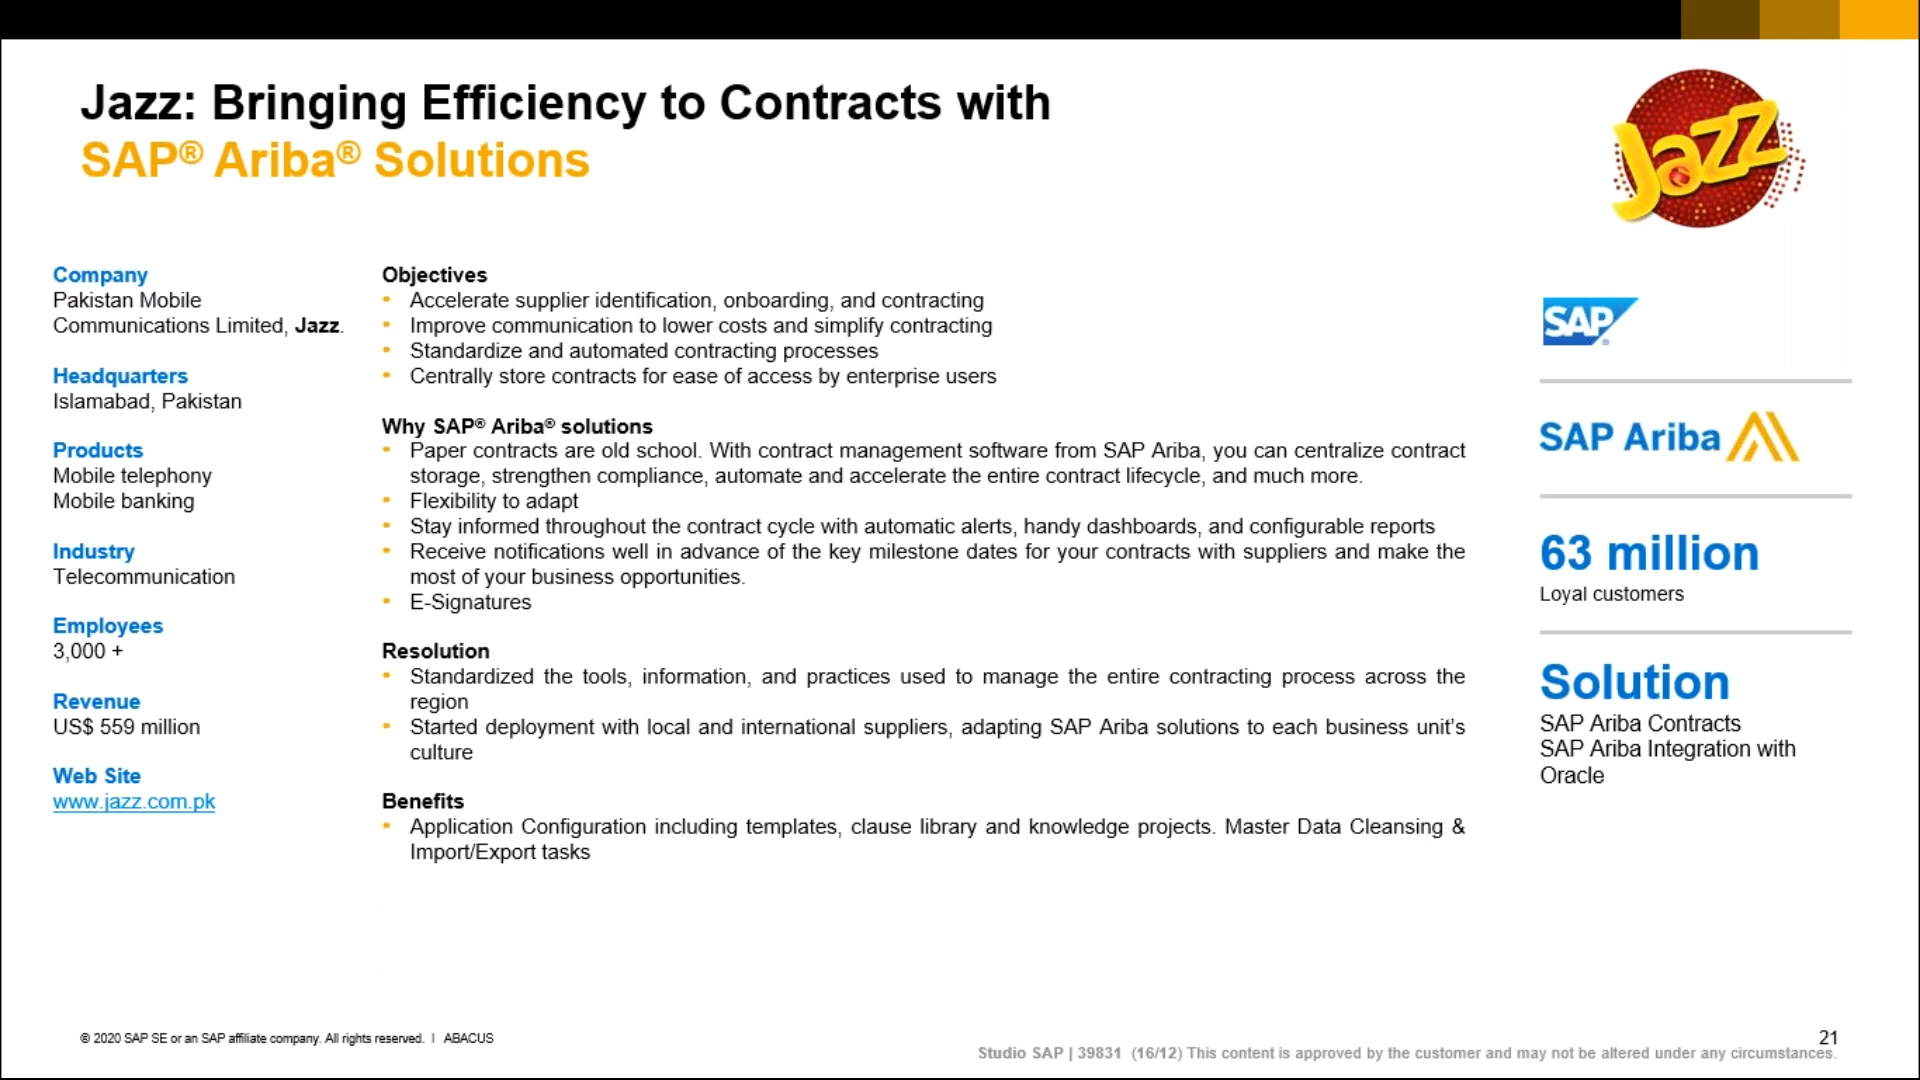 Jazz: Bringing Efficiency to Contracts with
SAP® Ariba® Solutions
Jazz
Company
Pakistan Mobile
Communications Limited, Jazz.
Headquarters
Islamabad, Pakistan
Products
Mobile telephony
Mobile banking
Industry
Telecommunication
Employees
3,000 +
Revenue
US$ 559 million
Web Site
www.jazz.com.pk
Objectives
• Accelerate supplier identification, onboarding, and contracting
• Improve communication to lower costs and simplify contracting
• Standardize and automated contracting processes
• Centrally store contracts for ease of access by enterprise users
Why SAP® Ariba® solutions
• Paper contracts are old school. With contract management software from SAP Ariba, you can centralize contract
storage, strengthen compliance, automate and accelerate the entire contract lifecycle, and much more.
• Flexibility to adapt
• Stay informed throughout the contract cycle with automatic alerts, handy dashboards, and configurable reports
• Receive notifications well in advance of the key milestone dates for your contracts with suppliers and make the
most of your business opportunities.
• E-Signatures
Resolution
• Standardized the tools, information, and practices used to manage the entire contracting process across the
region
• Started deployment with local and international suppliers, adapting SAP Ariba solutions to each business unit's
culture
Benefits
• Application Configuration including templates, clause library and knowledge projects. Master Data Cleansing &
Import/Export tasks
SAP®
SAP Ariba
63 million
Loyal customers
Solution
SAP Ariba Contracts
SAP Ariba Integration with
Oracle
© 2020 SAP SE or an SAP affiliate company. All rights reserved. | ABACUS
21
Studio SAP | 39831 (16/12) This content is approved by the customer and may not be altered under any circumstances.